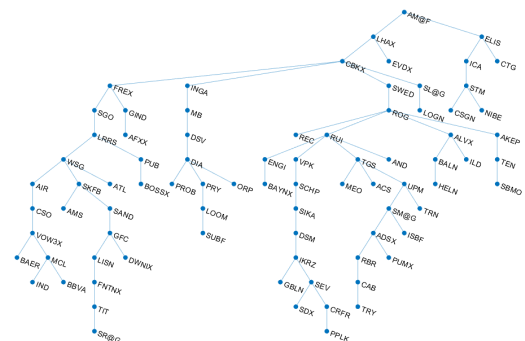 AM@F
LHAX
ELIS
CBKX
EVDX
ICA
CTG
FREX
INGA
SWED
SL@G
STM
SGO
GIND
MB
ROG
LOGN
CSGN
NIBE
LRRS
AFXX
DSV
REC
RUI
ALVX
AKEP
WSG
PUB
DIA
ENGI
VPK
TGS
AND
BALN
ILD
TEN
AIR
SKFB
ATL
BOSSX
PROB
PRY
ORP
BAYNX
SCHP
MEO
ACS
UPM
HELN
SBMO
CSO
AMS
SAND
LOOM
SIKA
SM@G
TRN
VOW3X
GFC
SUBF
DSM
ADSX
ISBF
BAER
MCL
LISN
DWNIX
IKRZ
RBR
PUMX
IND
BBVA
FNTNX
GBLN
SEV
CAB
TIT
SDX
CRFR
TRY
SR@G
PPLK